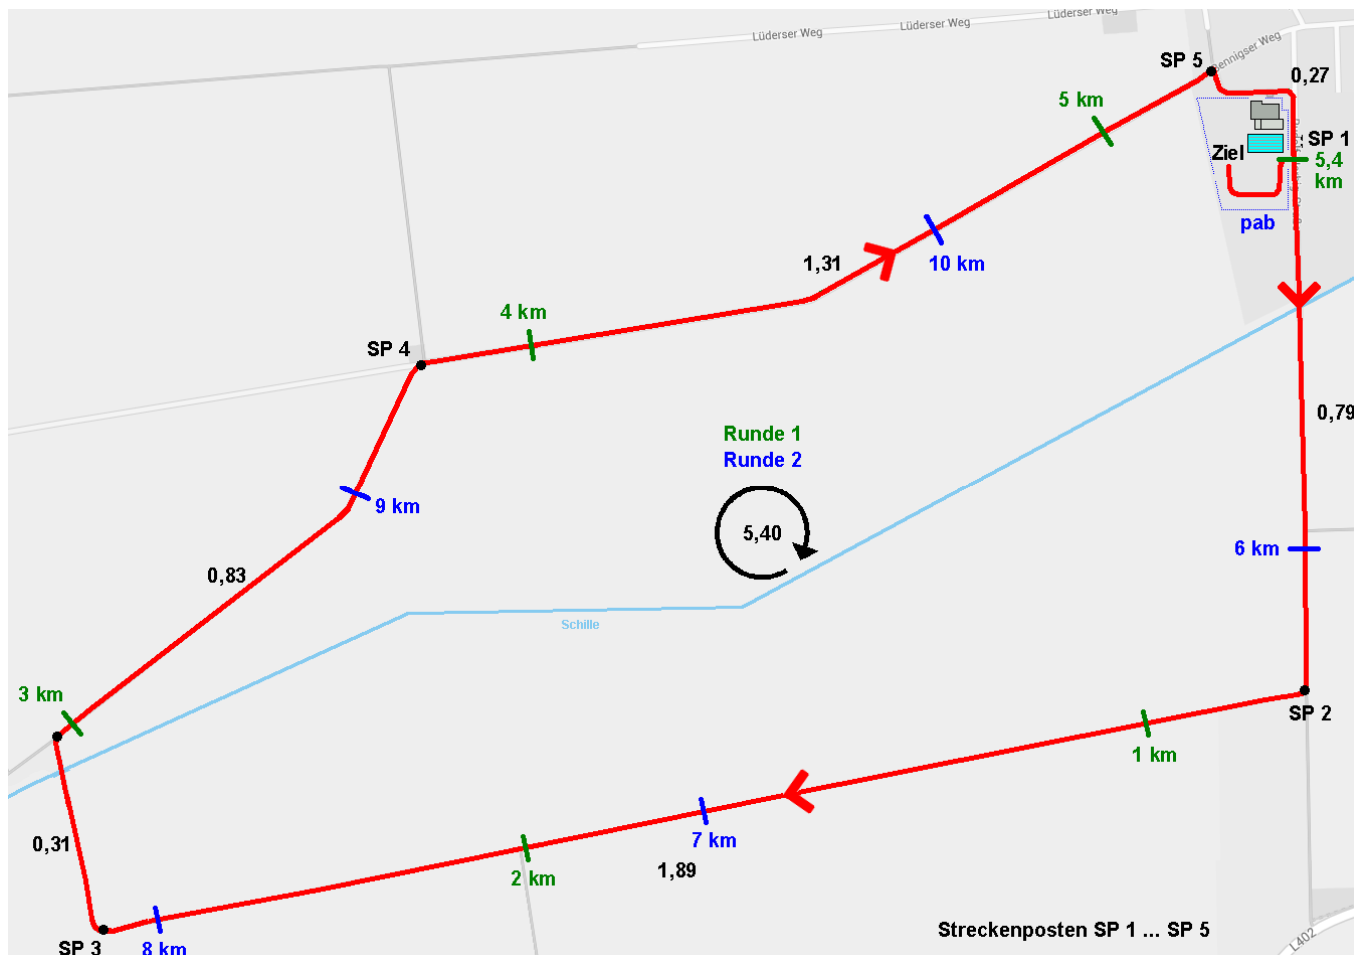 Lüderser Weg
Lüderser Weg
Lüderser Weg
SP 5
Bennigser Weg
0,27
5 km
SP 1
Ziel
5,4
km
pab
1,31
10 km
4 km
SP 4
0,79
Runde 1
Runde 2
5,40
9 km
6 km
0,83
Schille
3 km
SP 2
1 km
7 km
0,31
2 km
1,89
Streckenposten SP 1 ... SP 5
SP 3
8 km
L402